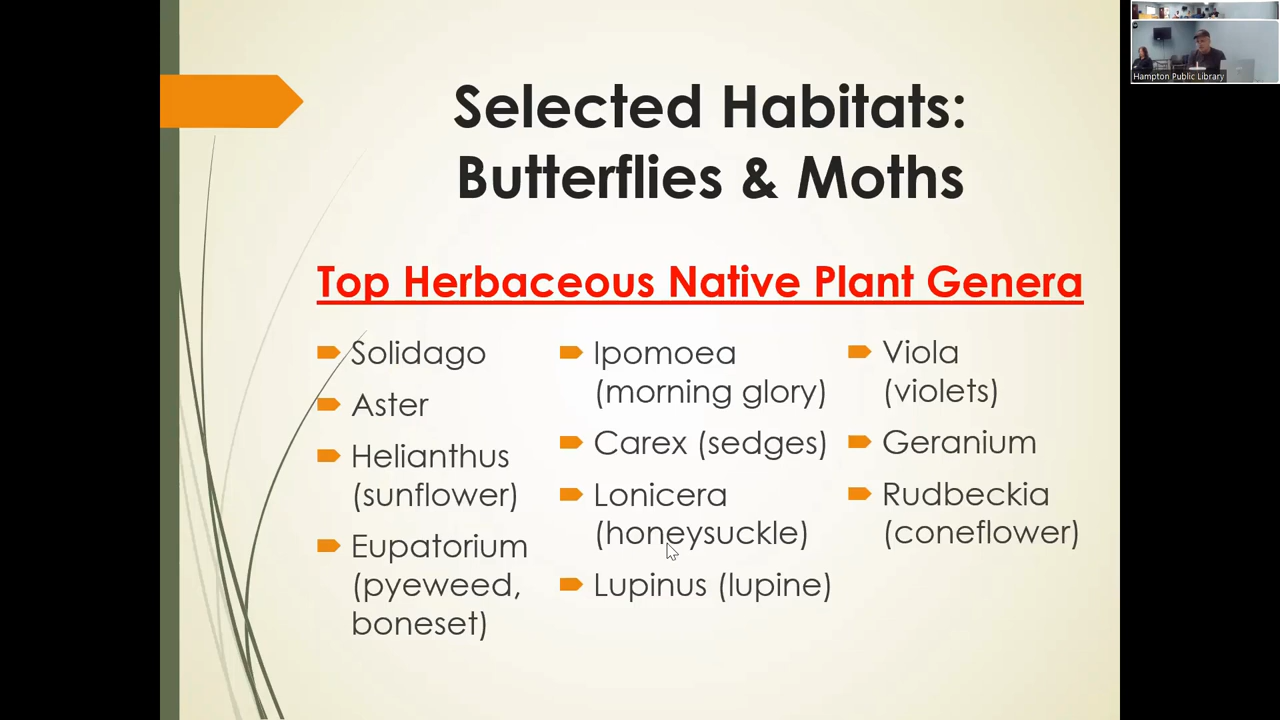 Selected Habitats:
Butterflies & Moths
Top Herbaceous Native Plant Genera
Solidago
Aster
Helianthus
(sunflower)
Eupatorium
(pyeweed,
boneset)
Ipomoea
(morning glory)
Carex (sedges)
Lonicera
(honeysuckle)
Lupinus (lupine)
Viola
(violets)
Geranium
Rudbeckia
(coneflower)
Hampton Public Library